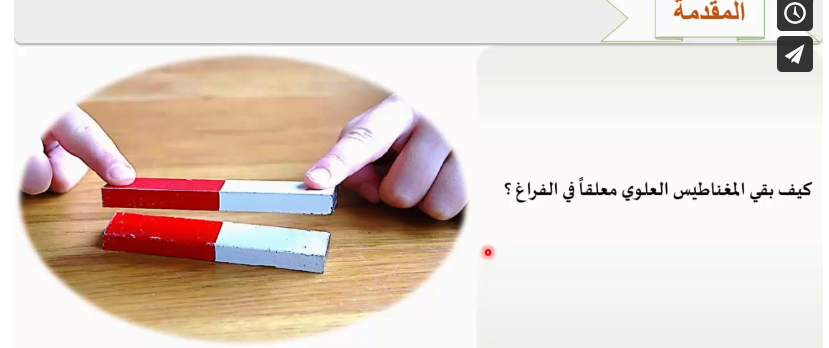 المقدمة
كيف بقي المغناطيس العلوي معلقاً في الفراغ ؟